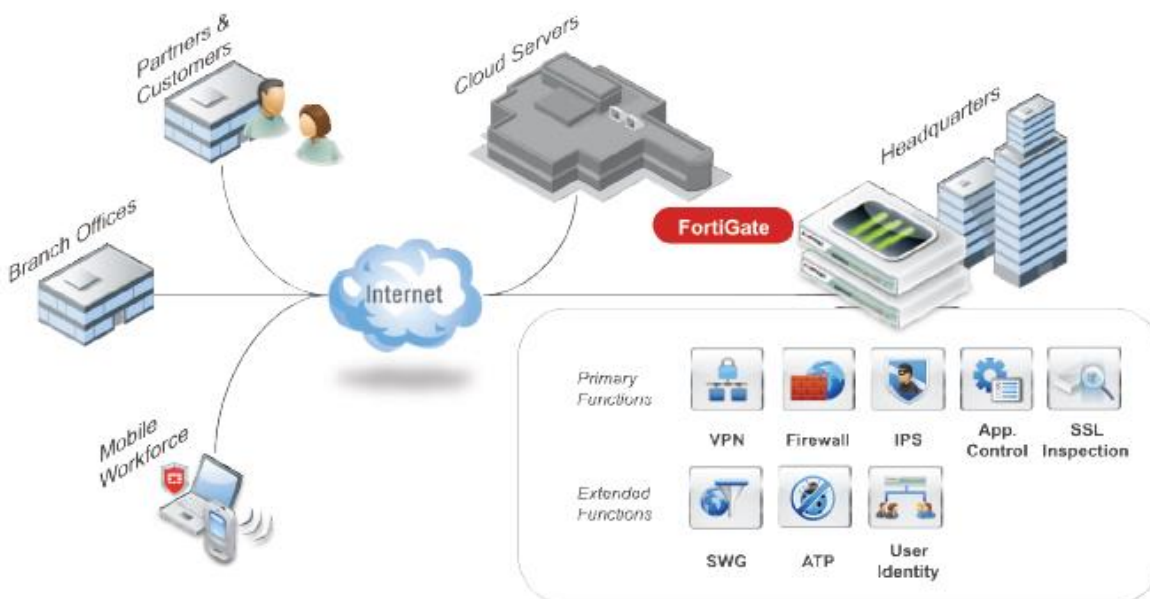 Partners &
Customers
Cloud Servers
Headquarters
FortiGate
Branch Offices
Internet
Mobile
Workforce
Primary
Functions
VPN
Firewall
IPS
App.
Control
SSL
Inspection
Extended
Functions
SWG
ATP
User
Identity